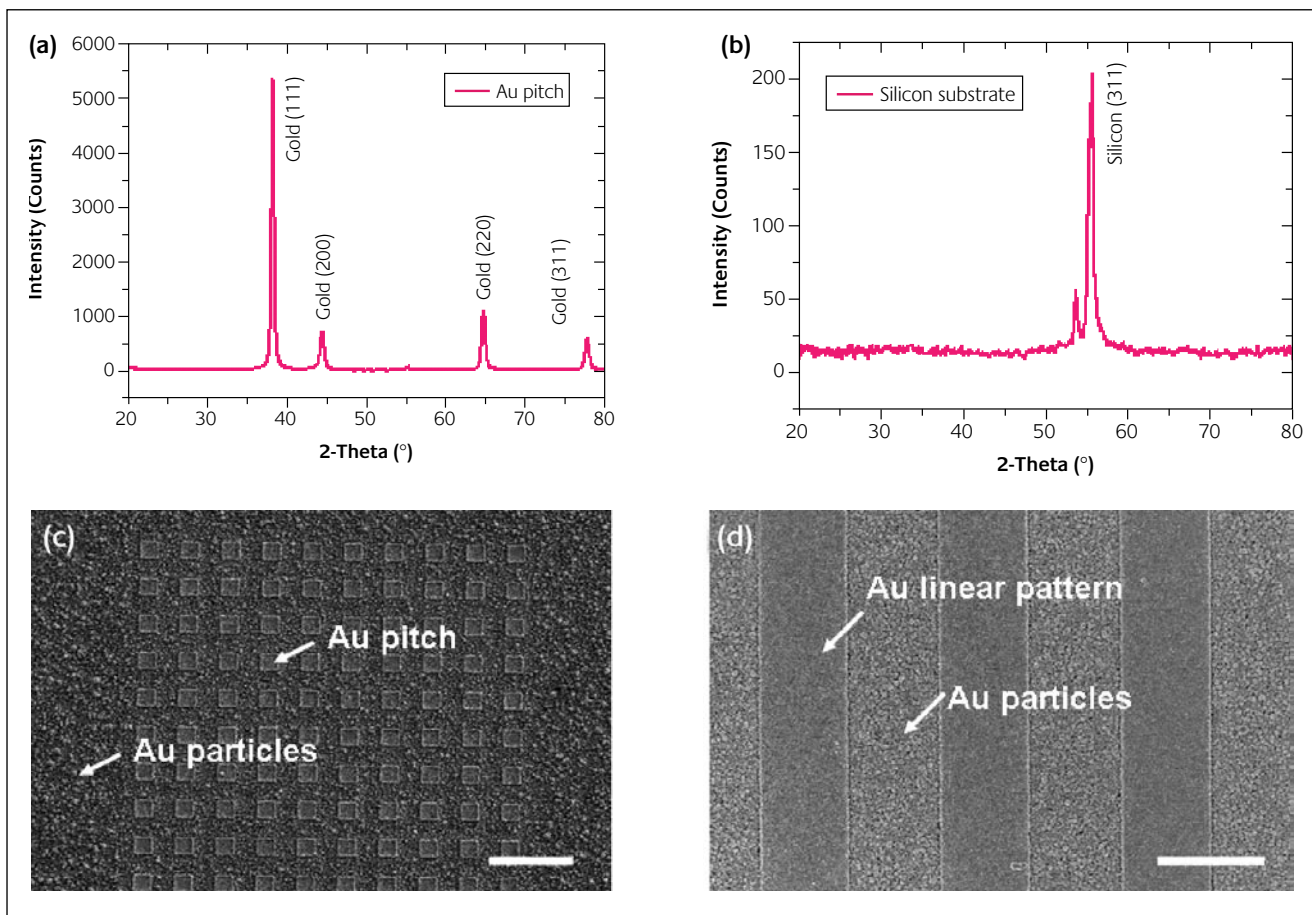 (a)
6000
5000
4000
3000
2000
1000
0
Intensity (Counts)
Au pitch
Gold (111)
Gold (200)
Gold (220)
Gold (311)
20 30 40 50 60 70 80
2-Theta (°)
(b)
200
150
100
50
0
Intensity (Counts)
Silicon substrate
Silicon (311)
20 30 40 50 60 70 80
2-Theta (°)
(c)
Au pitch
Au particles
(d)
Au linear pattern
Au particles